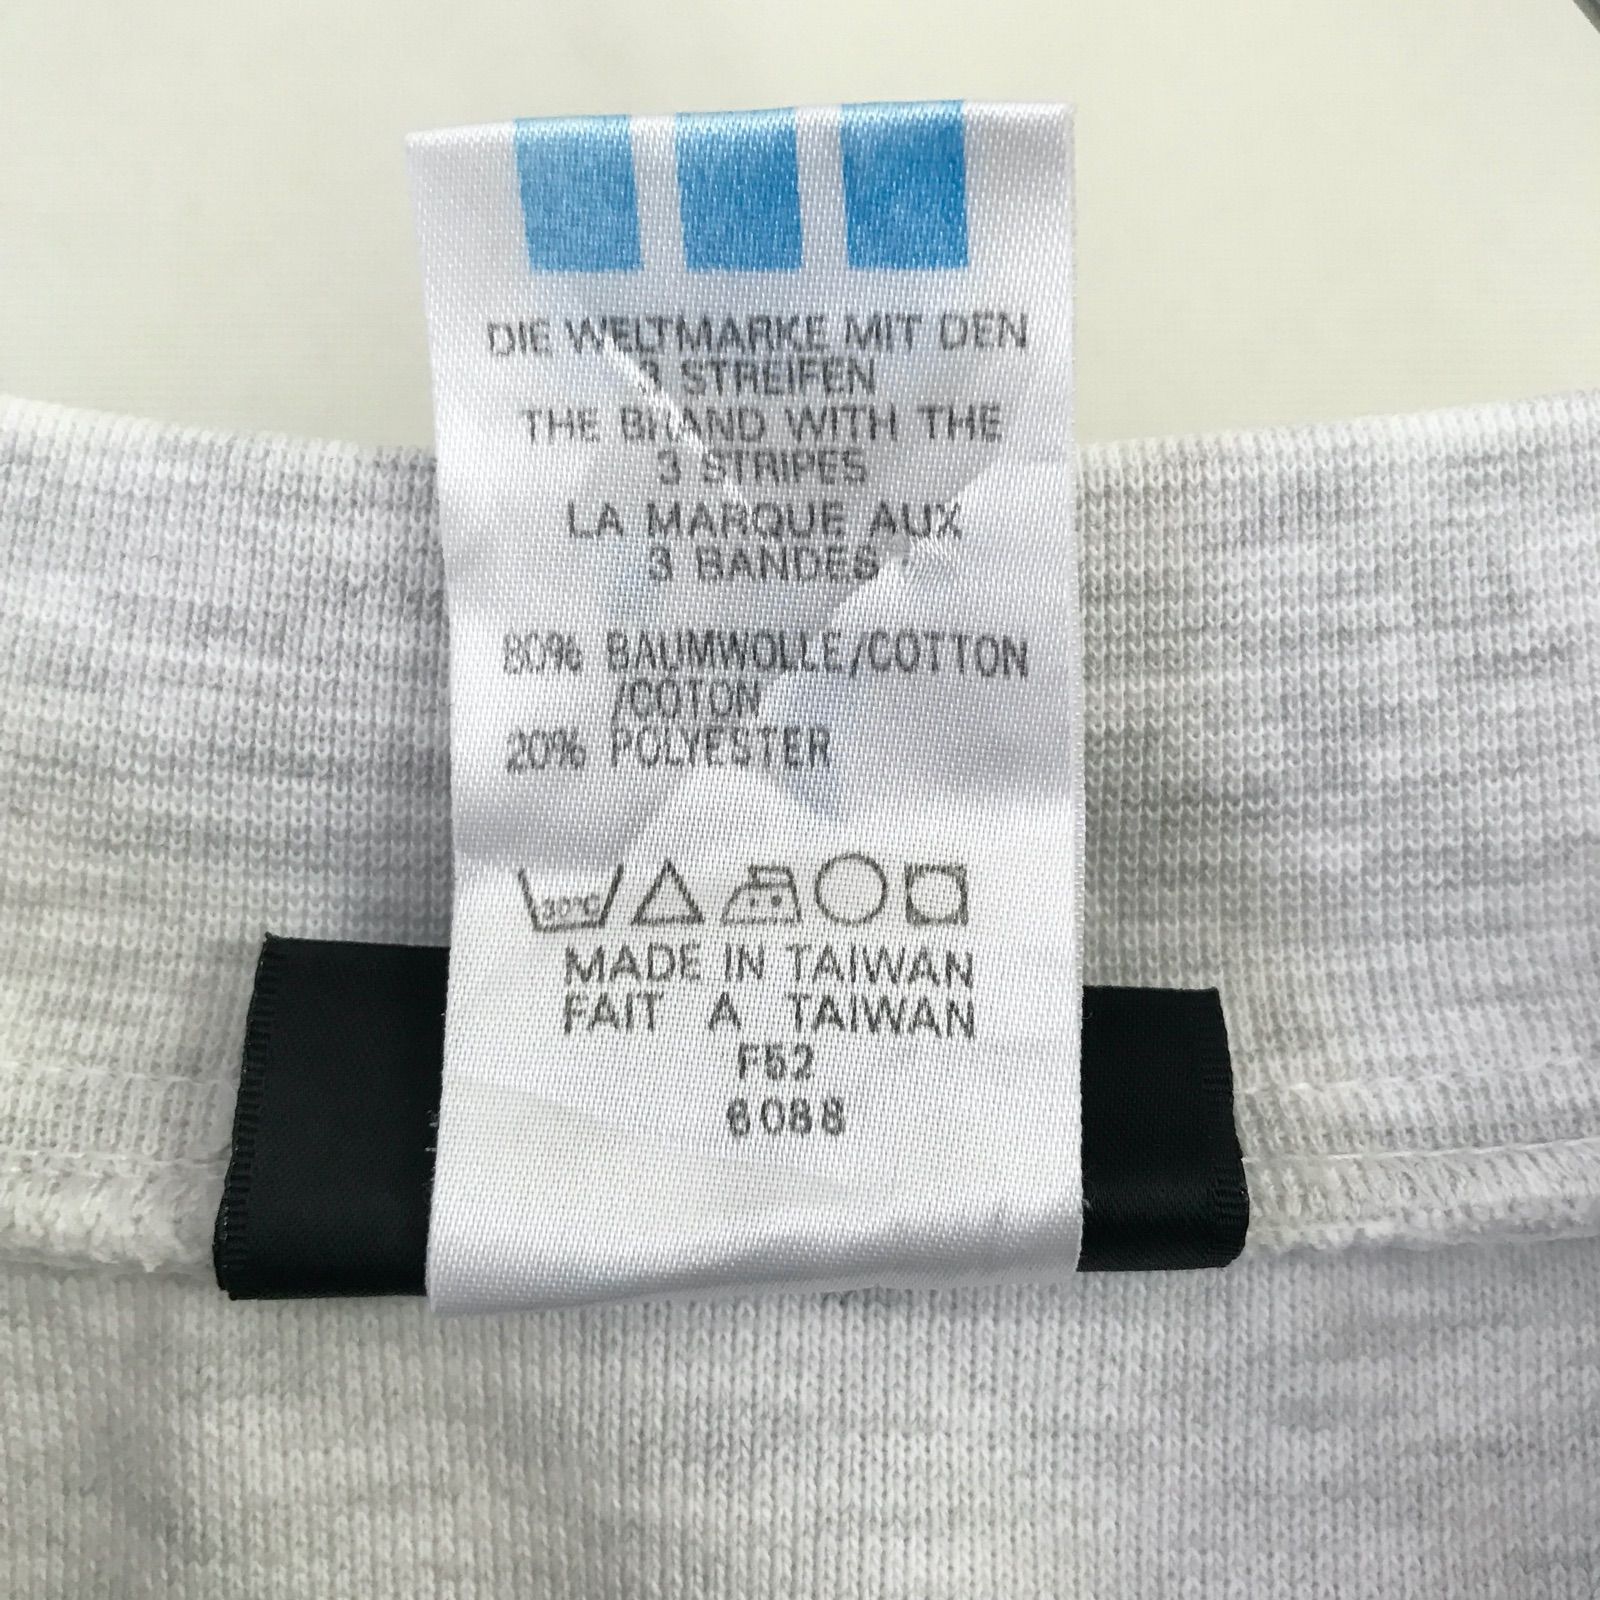 DIE WELTMARKE MIT DEN
3 STREIFEN
THE BRAND WITH THE
3 STRIPES
LA MARQUE AUX
3 BANDES
80% BAUMWOLLE/COTTON
/COTON
20% POLYESTER
30°C
MADE IN TAIWAN
FAIT A TAIWAN
F52
6088